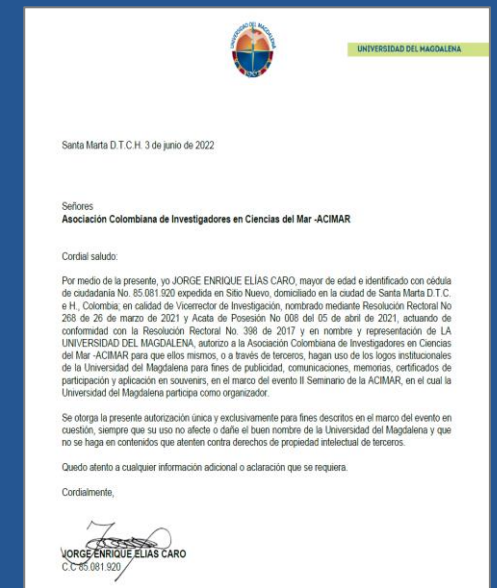 UNIVERSIDAD DEL MAGDALENA
Santa Marta D.T.C.H. 3 de junio de 2022
Señores
Asociación Colombiana de Investigadores en Ciencias del Mar -ACIMAR
Cordial saludo:
Por medio de la presente, yo JORGE ENRIQUE ELÍAS CARO, mayor de edad e identificado con cédula
de ciudadanía No. 85.081.920 expedida en Sitio Nuevo, domiciliado en la ciudad de Santa Marta D.T.C.
e H., Colombia; en calidad de Vicerrector de Investigación, nombrado mediante Resolución Rectoral No
268 de 26 de marzo de 2021 y Acata de Posesión No 008 del 05 de abril de 2021, actuando de
conformidad con la Resolución Rectoral No. 398 de 2017 y en nombre y representación de LA
UNIVERSIDAD DEL MAGDALENA, autorizo a la Asociación Colombiana de Investigadores en Ciencias
del Mar -ACIMAR para que ellos mismos, o a través de terceros, hagan uso de los logos institucionales
de la Universidad del Magdalena para fines de publicidad, comunicaciones, memorias, certificados de
participación y aplicación en souvenirs, en el marco del evento II Seminario de la ACIMAR, en el cual la
Universidad del Magdalena participa como organizador.
Se otorga la presente autorización única y exclusivamente para fines descritos en el marco del evento en
cuestión, siempre que su uso no afecte o dañe el buen nombre de la Universidad del Magdalena y que
no se haga en contenidos que atenten contra derechos de propiedad intelectual de terceros.
Quedo atento a cualquier información adicional o aclaración que se requiera.
Cordialmente,
JORGE ENRIQUE ELIAS CARO
C.C 85.081.920